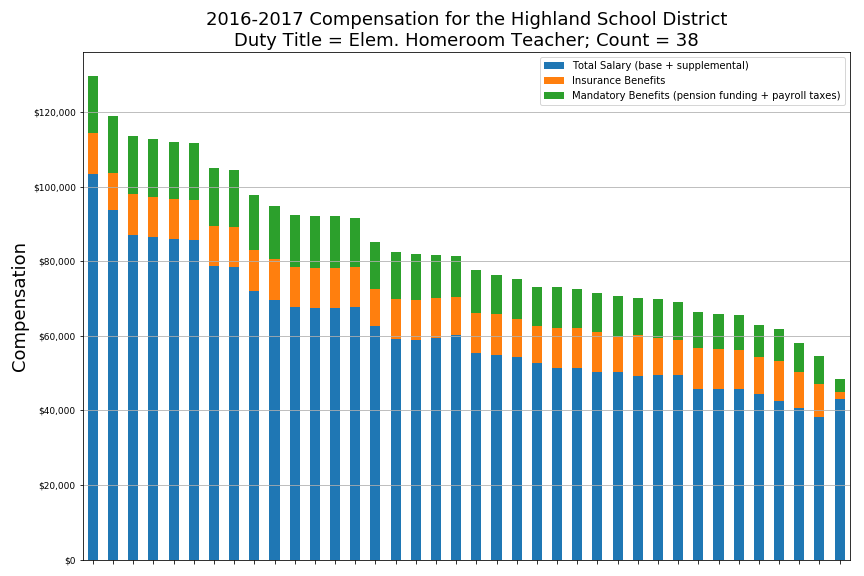 2016-2017 Compensation for the Highland School District
Duty Title = Elem. Homeroom Teacher; Count = 38
Total Salary (base + supplemental)
Insurance Benefits
Mandatory Benefits (pension funding + payroll taxes)
Compensation
$120,000
$100,000
$80,000
$60,000
$40,000
$20,000
$0